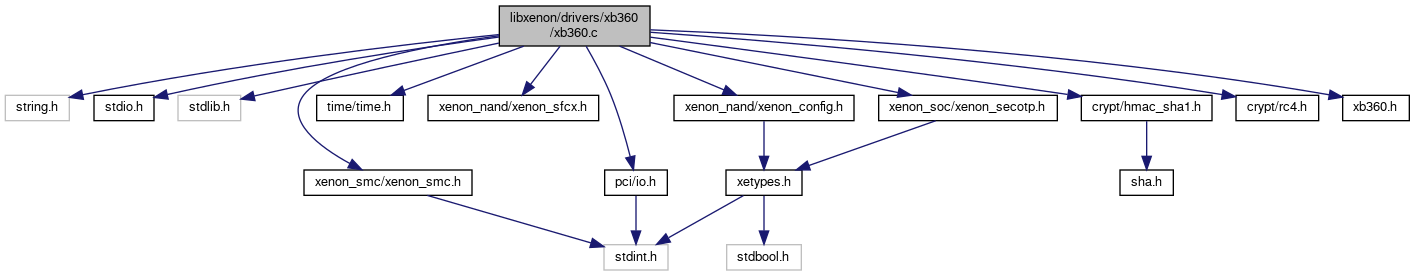 libxenon/drivers/xb360
/xb360.c
string.h
stdio.h
stdlib.h
time/time.h
xenon_nand/xenon_sfcx.h
xenon_nand/xenon_config.h
xenon_soc/xenon_secotp.h
crypt/hmac_sha1.h
crypt/rc4.h
xb360.h
xenon_smc/xenon_smc.h
pci/io.h
xetypes.h
sha.h
stdint.h
stdbool.h